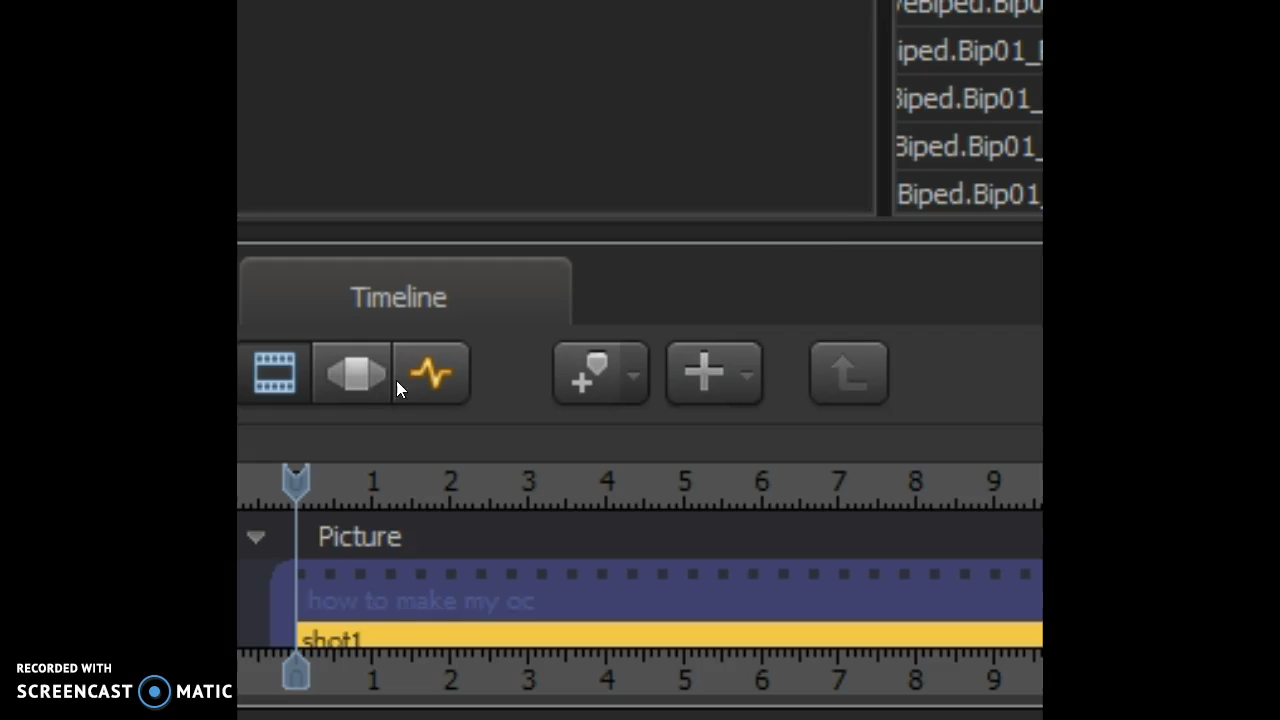 iped.Bip01_
Biped.Bip01_
Biped.Bip01_
Biped.Bip01_
Timeline
0 1 2 3 4 5 6 7 8 9
Picture
how to make my oc
shot1
0 1 2 3 4 5 6 7 8 9
RECORDED WITH
SCREENCAST MATIC